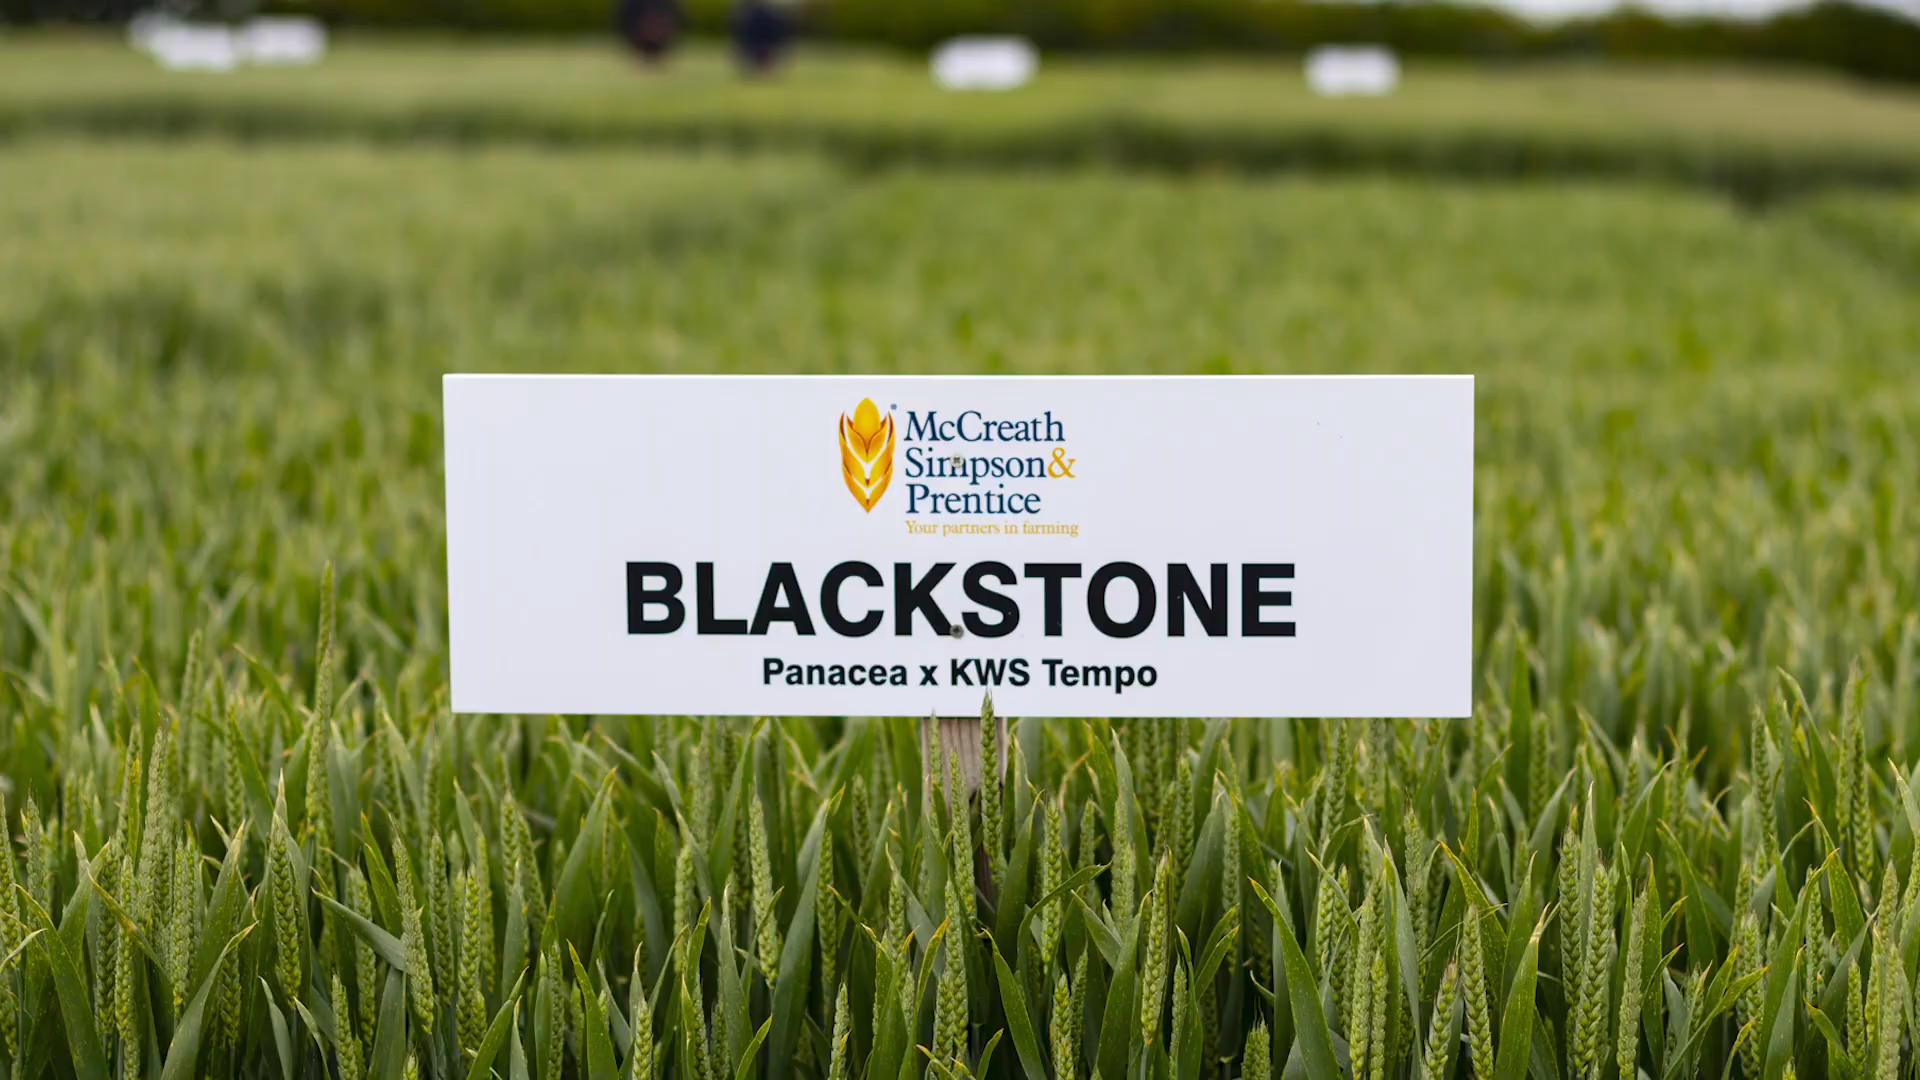 McCreath
Simpson&
Prentice
Your partners in farming
BLACKSTONE
Panacea x KWS Tempo